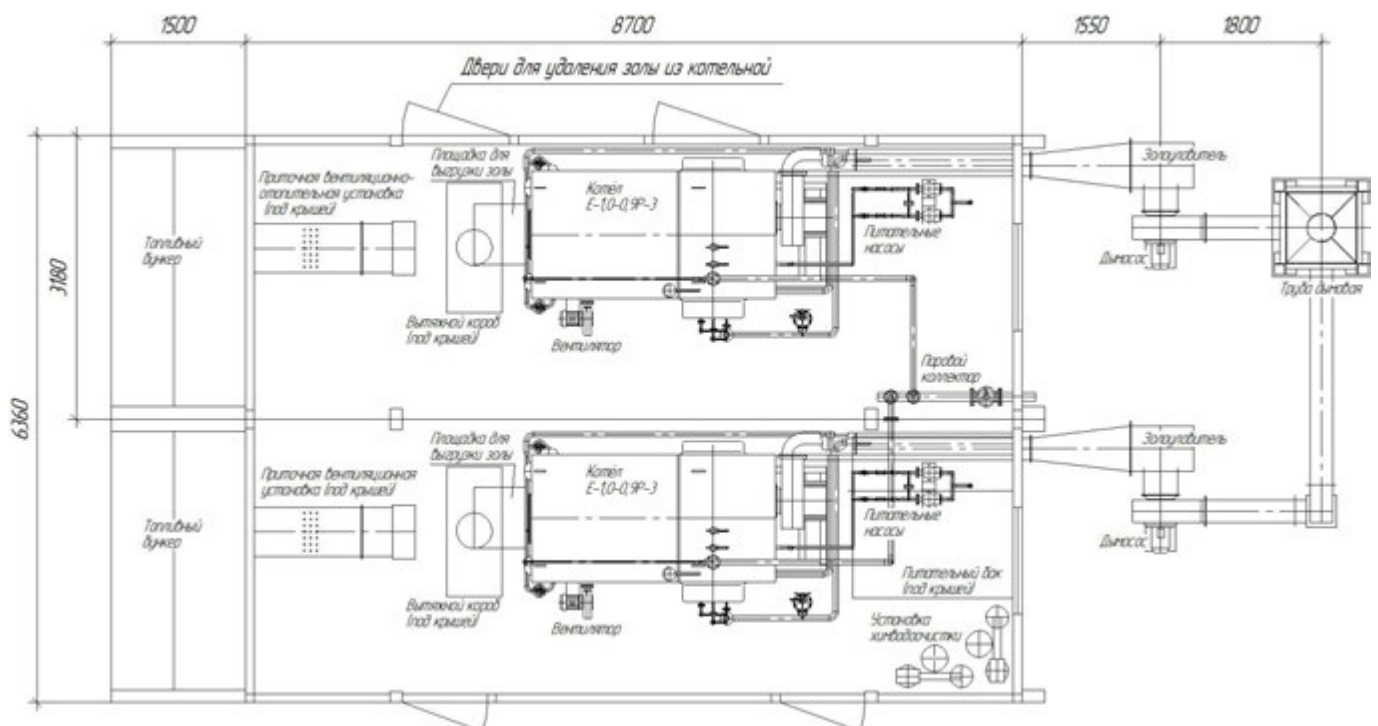 1500
8700
1550
1800
Двери для удаления золы из котельной
Площадка для
выгрузки золы
Приточная вентиляционно-
отопительная установка
(под крышей)
Топливный
бункер
Котёл
Е-1,0-0,9Р-3
Питательные
насосы
Золоуловитель
Дымосос
Труба дымовая
3180
6360
Вытяжной короб
(под крышей)
Вентилятор
Паровой
коллектор
Площадка для
выгрузки золы
Приточная вентиляционная
установка (под крышей)
Топливный
бункер
Котёл
Е-1,0-0,9Р-3
Питательные
насосы
Золоуловитель
Дымосос
Вытяжной короб
(под крышей)
Вентилятор
Питательный бак
(под крышей)
Установка
химводоочистки